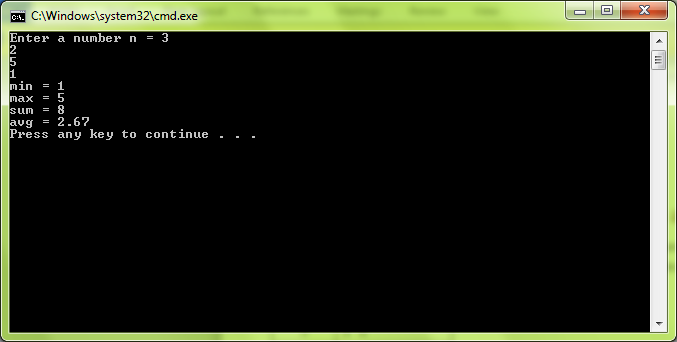 C:\Windows\system32\cmd.exe
Enter a number n = 3
2
5
1
min = 1
max = 5
sum = 8
avg = 2.67
Press any key to continue . . .